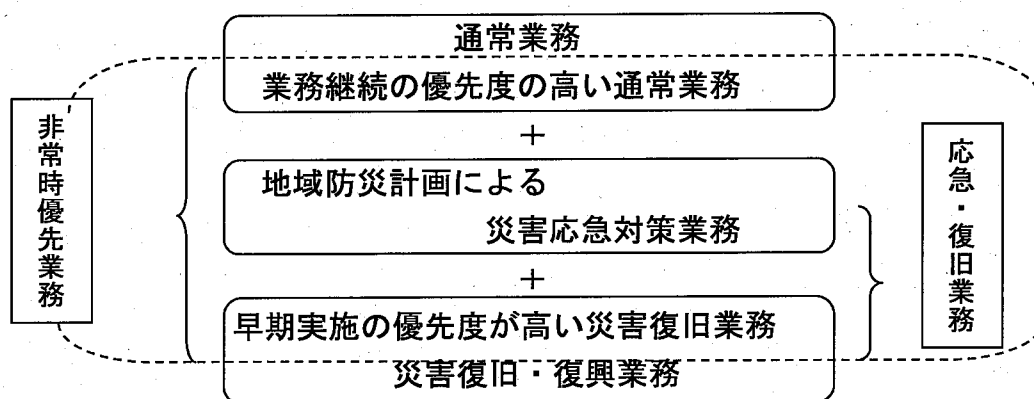 通常業務
業務継続の優先度の高い通常業務
+
非常時優先業務
地域防災計画による
災害応急対策業務
応急・復旧業務
+
早期実施の優先度が高い災害復旧業務
災害復旧・復興業務